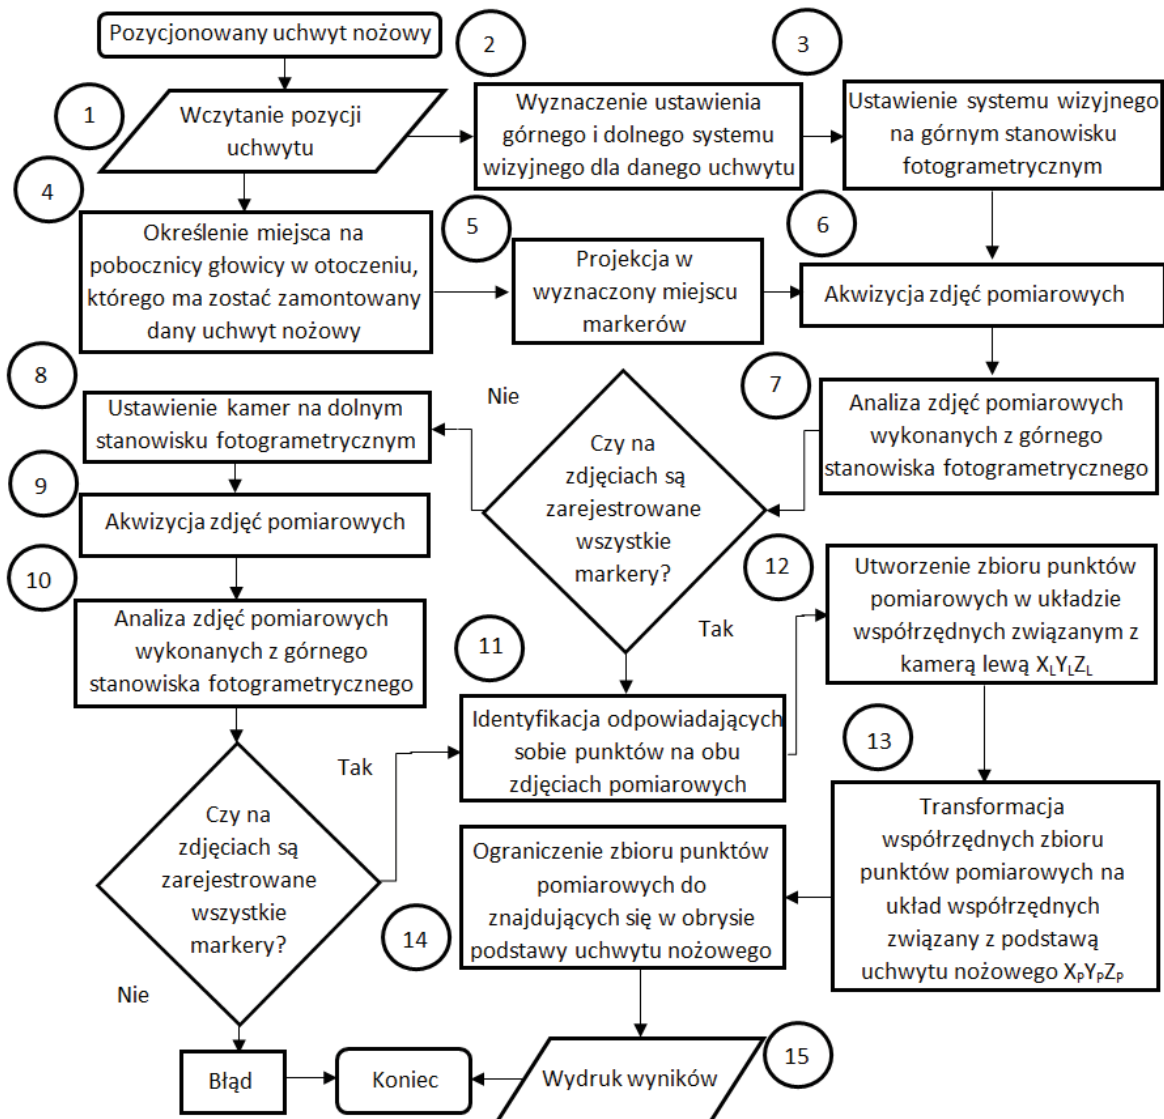 Pozycjonowany uchwyt nożowy
1
Wczytanie pozycji
uchwytu
2
Wyznaczenie ustawienia
górnego i dolnego systemu
wizyjnego dla danego uchwytu
3
Ustawienie systemu wizyjnego
na górnym stanowisku
fotogrametrycznym
4
Określenie miejsca na
pobocznicy głowicy w otoczeniu,
którego ma zostać zamontowany
dany uchwyt nożowy
5
Projekcja w
wyznaczony miejscu
markerów
6
Akwizycja zdjęć pomiarowych
7
Analiza zdjęć pomiarowych
wykonanych z górnego
stanowiska fotogrametrycznego
Czy na
zdjęciach są
zarejestrowane
wszystkie
markery?
Nie
Tak
8
Ustawienie kamer na dolnym
stanowisku fotogrametrycznym
9
Akwizycja zdjęć pomiarowych
10
Analiza zdjęć pomiarowych
wykonanych z górnego
stanowiska fotogrametrycznego
Czy na
zdjęciach są
zarejestrowane
wszystkie
markery?
Tak
Nie
11
Identyfikacja odpowiadających
sobie punktów na obu
zdjęciach pomiarowych
12
Utworzenie zbioru punktów
pomiarowych w układzie
współrzędnych związanym z
kamerą lewą XLYLZL
13
Transformacja
współrzędnych zbioru
punktów pomiarowych na
układ współrzędnych
związany z podstawą
uchwytu nożowego XPYPZP
14
Ograniczenie zbioru punktów
pomiarowych do
znajdujących się w obrysie
podstawy uchwytu nożowego
15
Wydruk wyników
Błąd
Koniec